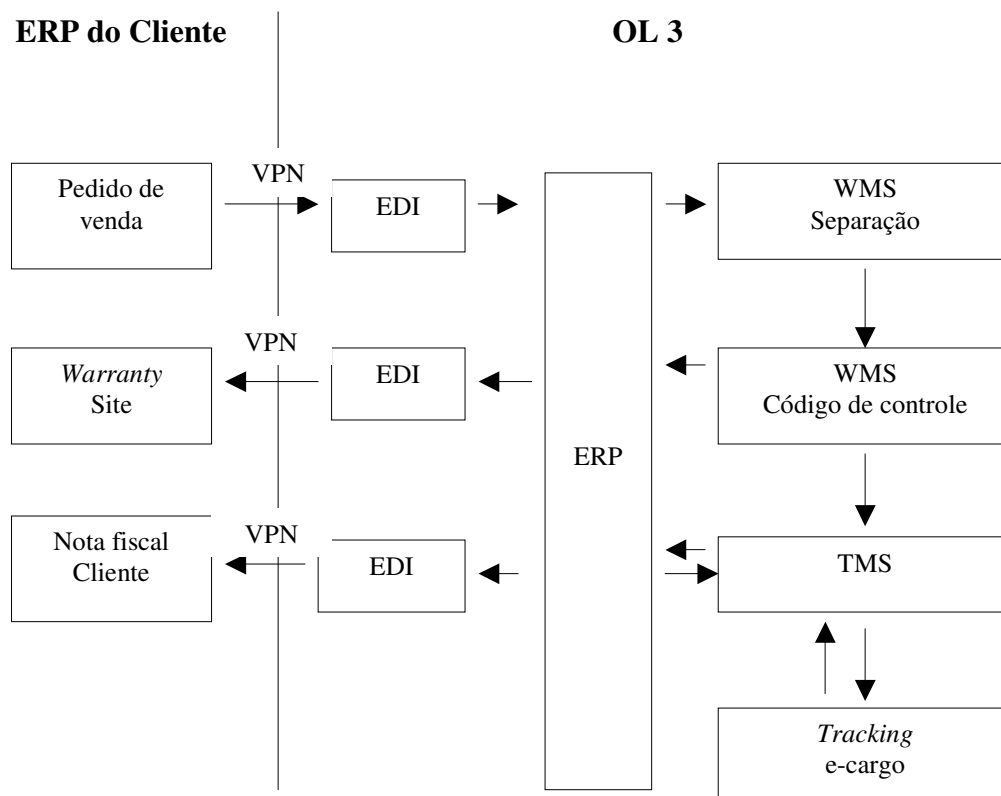 ERP do Cliente
OL 3
Pedido de
venda
VPN
EDI
WMS
Separação
Warranty
Site
VPN
EDI
ERP
WMS
Código de controle
Nota fiscal
Cliente
VPN
EDI
TMS
Tracking
e-cargo